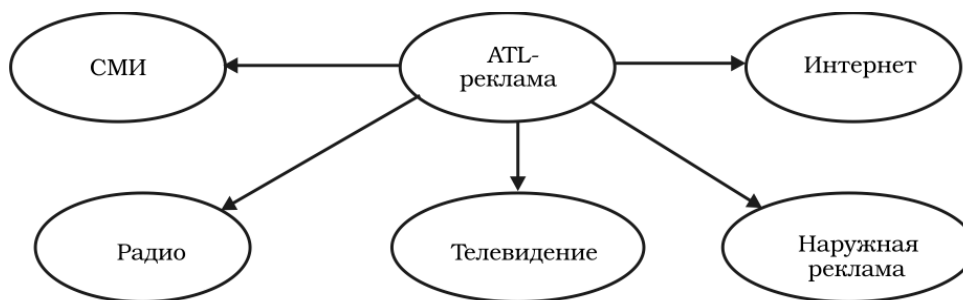 СМИ
ATL-
реклама
Интернет
Радио
Телевидение
Наружная
реклама